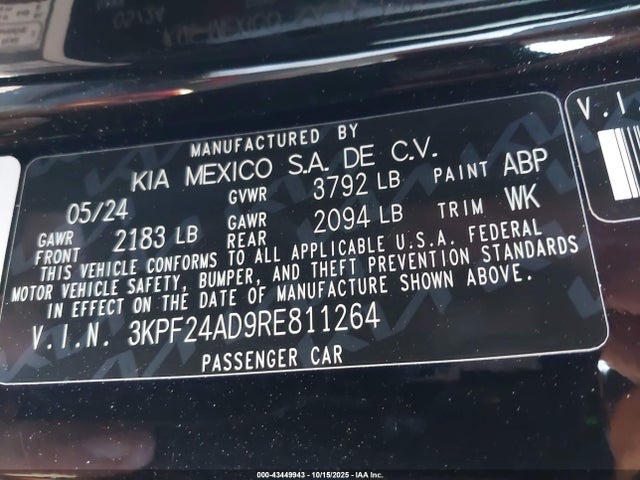 MANUFACTURED BY
KIA MEXICO S.A. DE C.V.
05/24 GVWR 3792 LB PAINT ABP
GAWR FRONT 2183 LB GAWR REAR 2094 LB TRIM WK
THIS VEHICLE CONFORMS TO ALL APPLICABLE U.S.A. FEDERAL
MOTOR VEHICLE SAFETY, BUMPER, AND THEFT PREVENTION STANDARDS
IN EFFECT ON THE DATE OF MANUFACTURE SHOWN ABOVE.
V.I.N. 3KPF24AD9RE811264
PASSENGER CAR
V.I
000-43449943 - 10/15/2025 - IAA Inc.